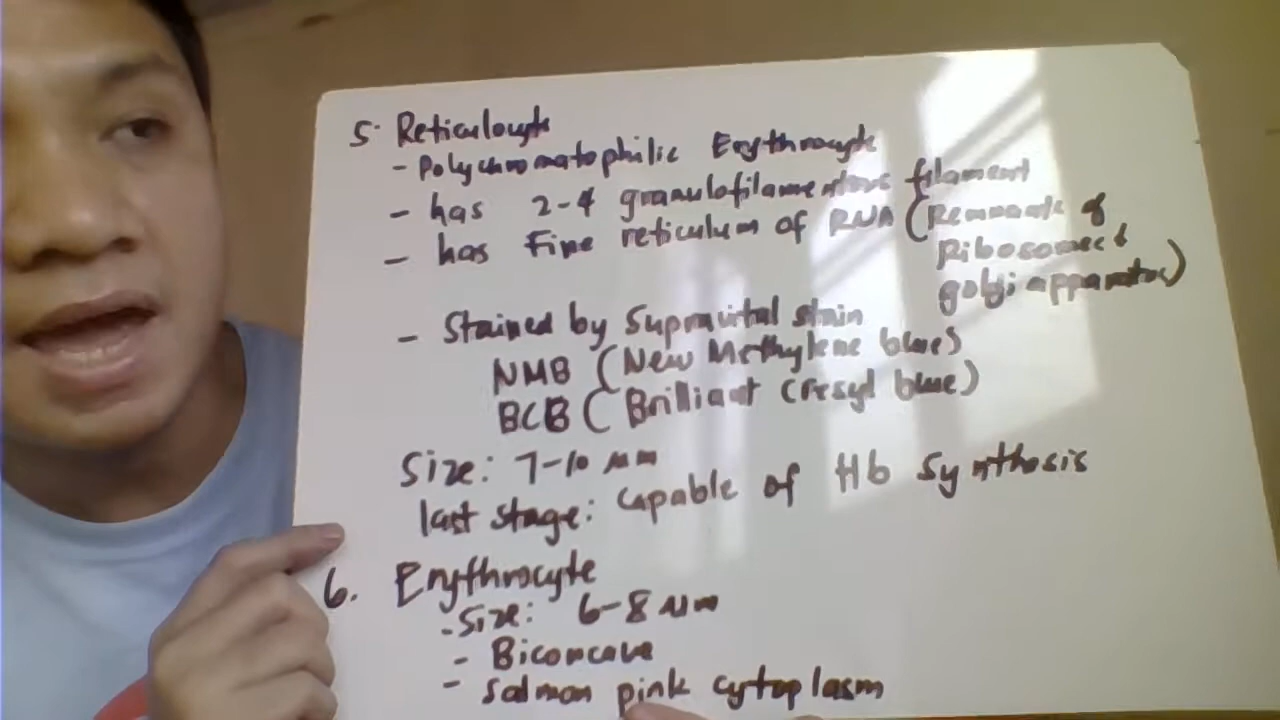 5. Reticulocyte
- Polychromatophilic Erythrocyte
- has 2-4 granulofilamentous filament
- has Fine reticulum of RNA (Remnants of
Ribosomes &
golgi apparatus)
- Stained by Supravital stain
NMB (New Methylene blue)
BCB (Brilliant Cresyl blue)
Size: 7-10 µm
last stage: capable of Hb Synthesis
6. Erythrocyte
- Size: 6-8 µm
- Biconcave
- Salmon pink cytoplasm